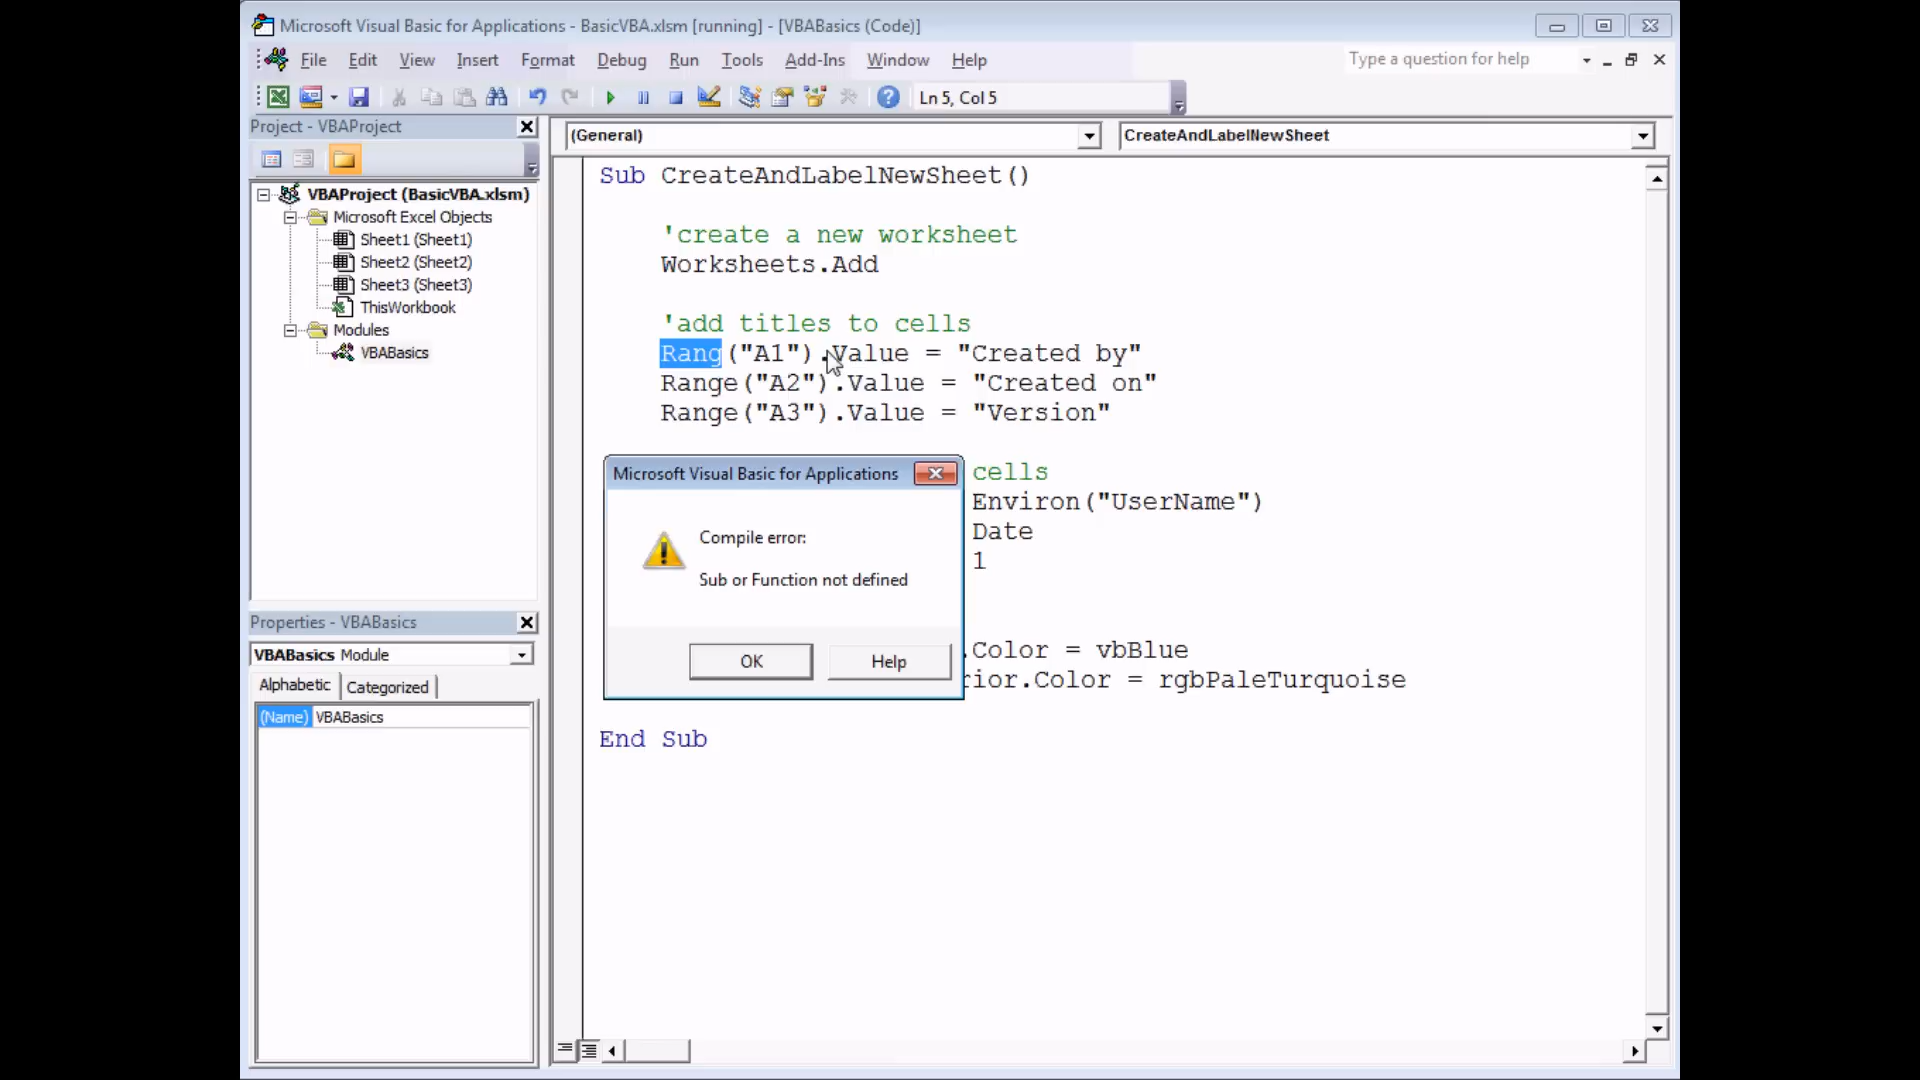 Microsoft Visual Basic for Applications - BasicVBA.xlsm [running] - [VBABasics (Code)]
File Edit View Insert Format Debug Run Tools Add-Ins Window Help
Type a question for help
Ln 5, Col 5
Project - VBAProject
VBAProject (BasicVBA.xlsm)
Microsoft Excel Objects
Sheet1 (Sheet1)
Sheet2 (Sheet2)
Sheet3 (Sheet3)
ThisWorkbook
Modules
VBABasics
Properties - VBABasics
VBABasics Module
Alphabetic Categorized
(Name) VBABasics
(General) CreateAndLabelNewSheet
Sub CreateAndLabelNewSheet()
'create a new worksheet
Worksheets.Add
'add titles to cells
Rang("A1").Value = "Created by"
Range("A2").Value = "Created on"
Range("A3").Value = "Version"
cells
Environ("UserName")
Date
1
.Color = vbBlue
rior.Color = rgbPaleTurquoise
End Sub
Microsoft Visual Basic for Applications
Compile error:
Sub or Function not defined
OK Help